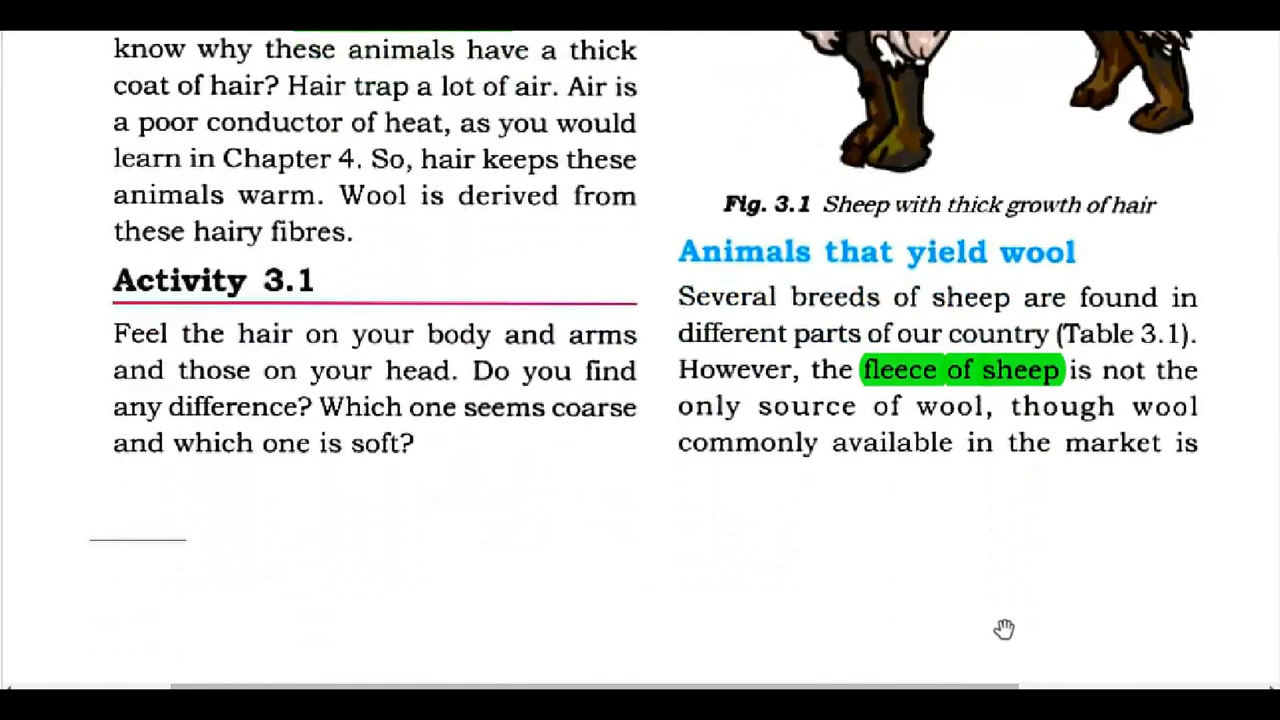 know why these animals have a thick
coat of hair? Hair trap a lot of air. Air is
a poor conductor of heat, as you would
learn in Chapter 4. So, hair keeps these
animals warm. Wool is derived from
these hairy fibres.
Activity 3.1
Feel the hair on your body and arms
and those on your head. Do you find
any difference? Which one seems coarse
and which one is soft?
Fig. 3.1 Sheep with thick growth of hair
Animals that yield wool
Several breeds of sheep are found in
different parts of our country (Table 3.1).
However, the fleece of sheep is not the
only source of wool, though wool
commonly available in the market is